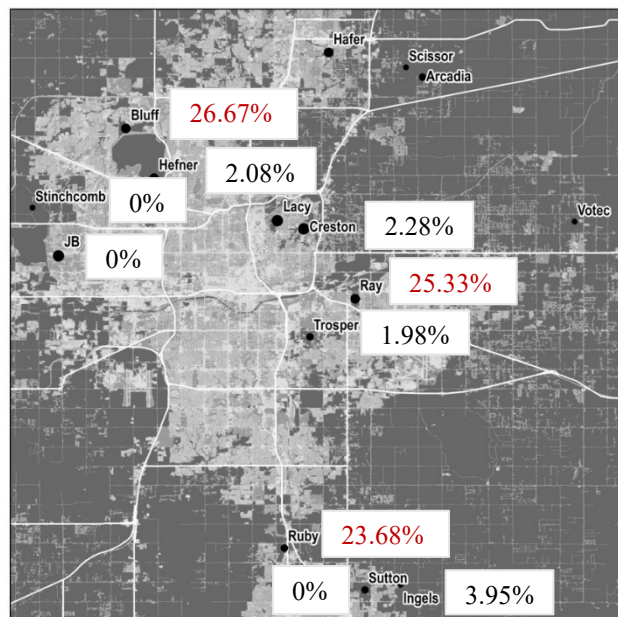 Hafer
Scissor
Arcadia
Bluff
26.67%
Hefner
2.08%
Stinchcomb
0%
Lacy
Creston
2.28%
Votec
JB
0%
Ray
25.33%
Trosper
1.98%
Ruby
23.68%
0%
Sutton
Ingels
3.95%